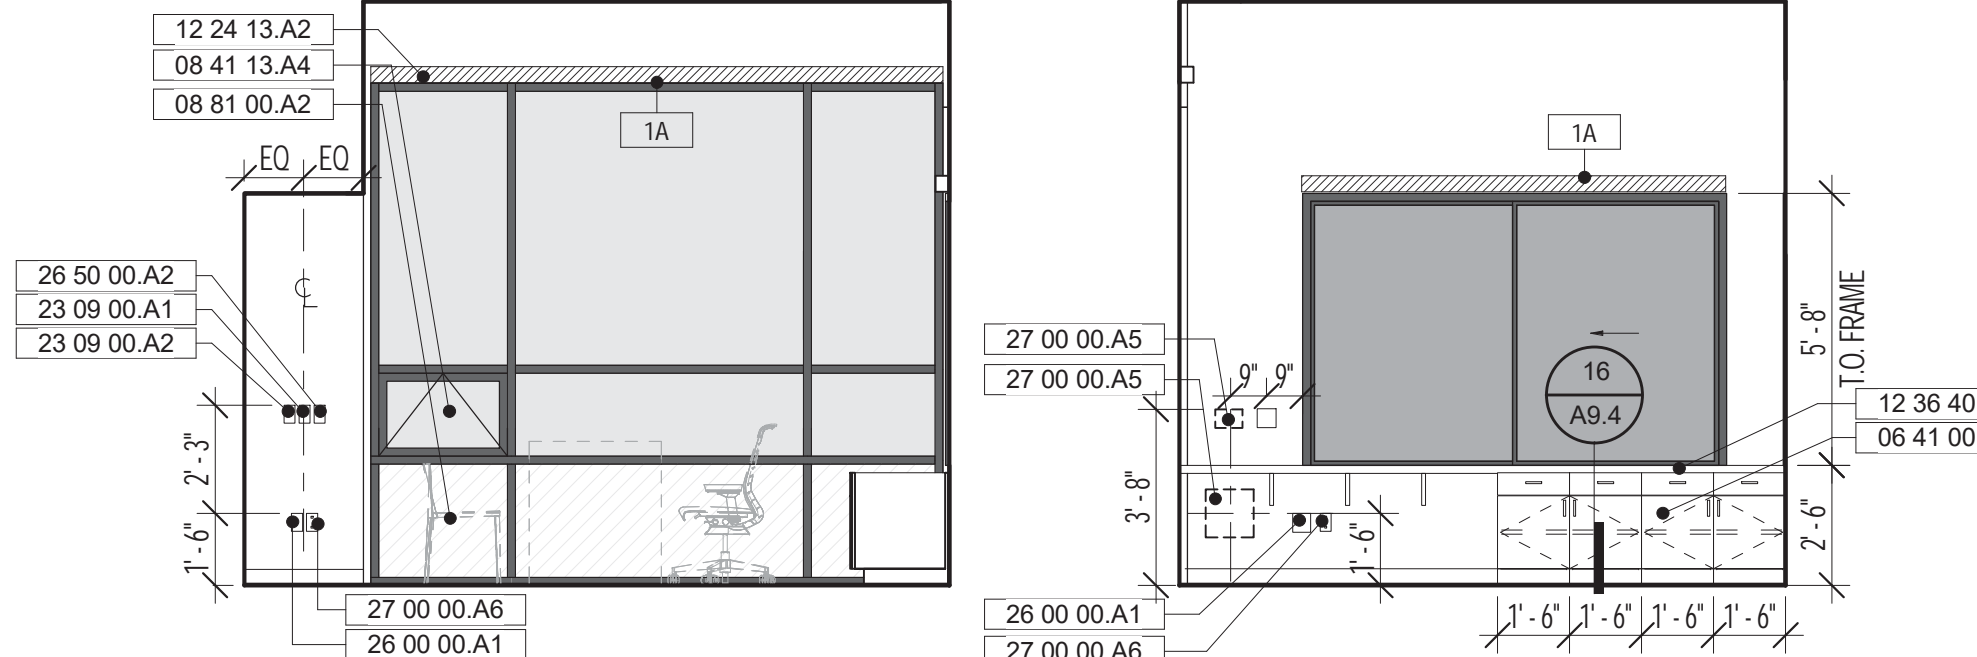 12 24 13.A2
08 41 13.A4
08 81 00.A2
1A
EQ
EQ
26 50 00.A2
23 09 00.A1
23 09 00.A2
CL
2' - 3"
1' - 6"
27 00 00.A6
26 00 00.A1
1A
27 00 00.A5
27 00 00.A5
9"
9"
16
A9.4
5' - 8"
T.O. FRAME
12 36 40
06 41 00
3' - 8"
1' - 6"
2' - 6"
26 00 00.A1
27 00 00.A6
1' - 6"
1' - 6"
1' - 6"
1' - 6"